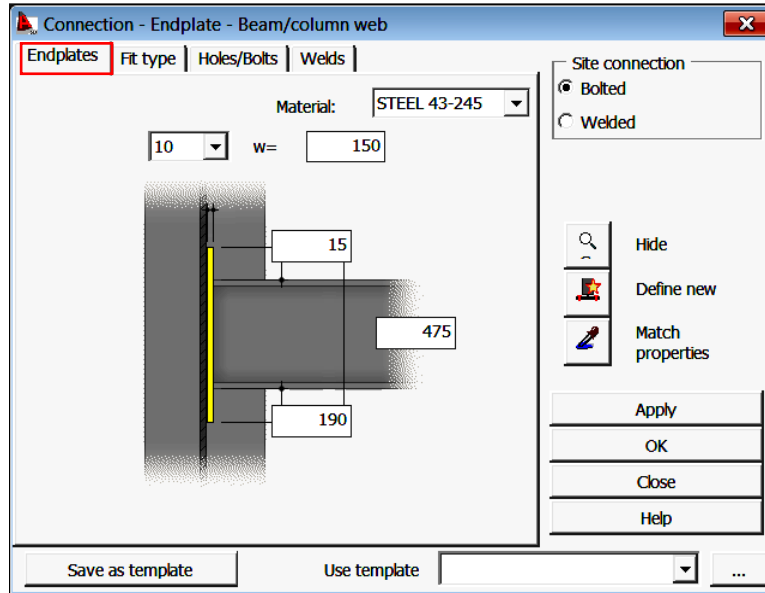 Connection - Endplate - Beam/column web
Endplates Fit type Holes/Bolts Welds
Site connection
Bolted
Welded
Material: STEEL 43-245
10 w= 150
15
475
190
Hide
Define new
Match
properties
Apply
OK
Close
Help
Save as template Use template ...